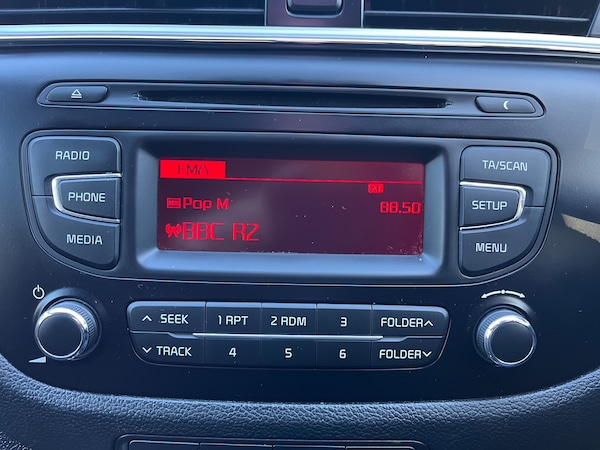 RADIO
PHONE
MEDIA
FMA
Pop M 88.50
BBC R2
TA/SCAN
SETUP
MENU
SEEK 1 RPT 2 RDM 3 FOLDER
TRACK 4 5 6 FOLDER